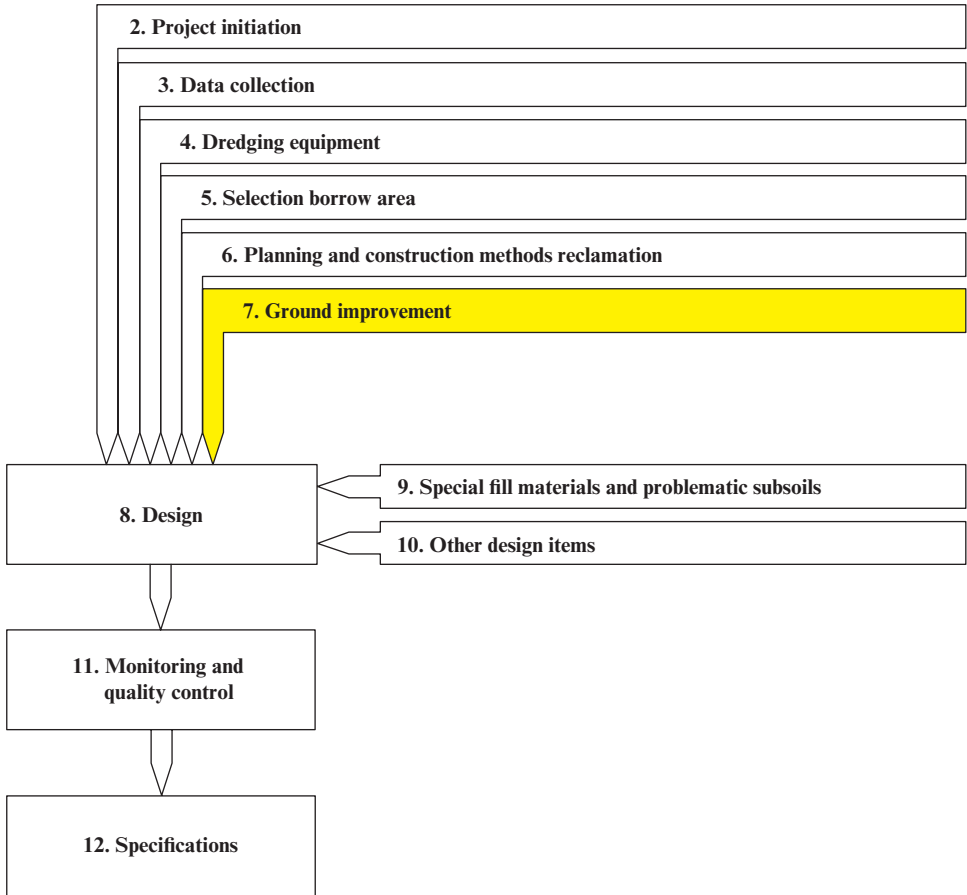 2. Project initiation
3. Data collection
4. Dredging equipment
5. Selection borrow area
6. Planning and construction methods reclamation
7. Ground improvement
8. Design
9. Special fill materials and problematic subsoils
10. Other design items
11. Monitoring and
quality control
12. Specifications